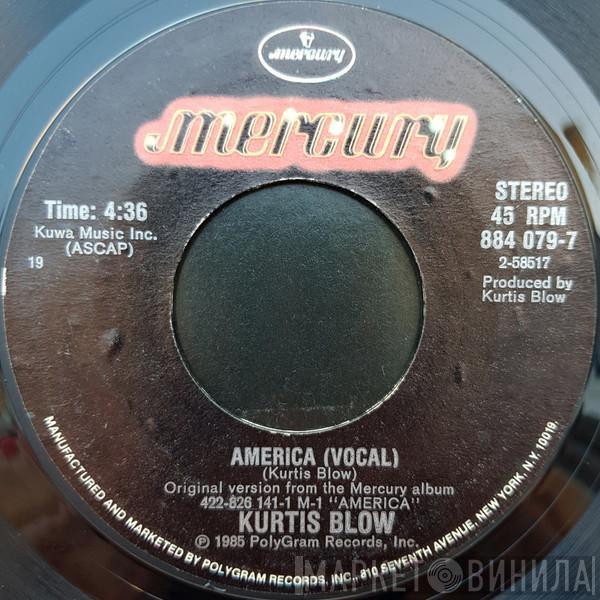 mercury
mercury
Time: 4:36
Kuwa Music Inc.
(ASCAP)
19
STEREO
45 RPM
884 079-7
2-58517
Produced by
Kurtis Blow
AMERICA (VOCAL)
(Kurtis Blow)
Original version from the Mercury album
422-826 141-1 M-1 "AMERICA"
KURTIS BLOW
℗ 1985 PolyGram Records, Inc.
MANUFACTURED AND MARKETED BY POLYGRAM RECORDS, INC., 810 SEVENTH AVENUE, NEW YORK, N.Y. 10019.
МАРКЕТ ВИНИЛА